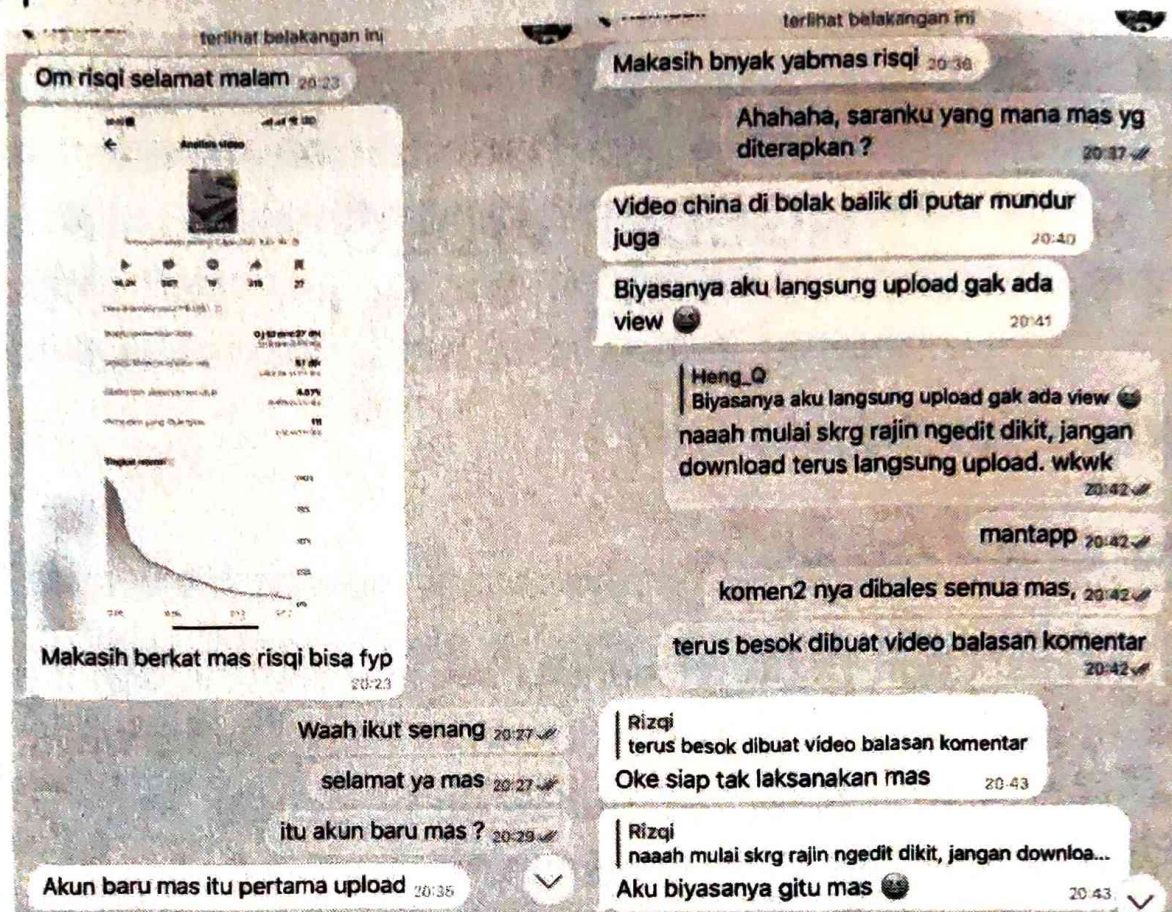 terlihat belakangan ini
Om risqi selamat malam 20:23
Analisis video
Makasih berkat mas risqi bisa fyp
20:23
Waah ikut senang 20:27
selamat ya mas 20:27
itu akun baru mas ? 20:29
Akun baru mas itu pertama upload 20:35
terlihat belakangan ini
Makasih bnyak yabmas risqi 20:36
Ahahaha, saranku yang mana mas yg
diterapkan ?
20:37
Video china di bolak balik di putar mundur
juga
20:40
Biyasanya aku langsung upload gak ada
view
20:41
Heng_Q
Biyasanya aku langsung upload gak ada view
naaah mulai skrg rajin ngedit dikit, jangan
download terus langsung upload. wkwk
20:42
mantapp 20:42
komen2 nya dibales semua mas, 20:42
terus besok dibuat video balasan komentar
20:42
Rizqi
terus besok dibuat video balasan komentar
Oke siap tak laksanakan mas 20:43
Rizqi
naaah mulai skrg rajin ngedit dikit, jangan downloa...
Aku biyasanya gitu mas 20:43